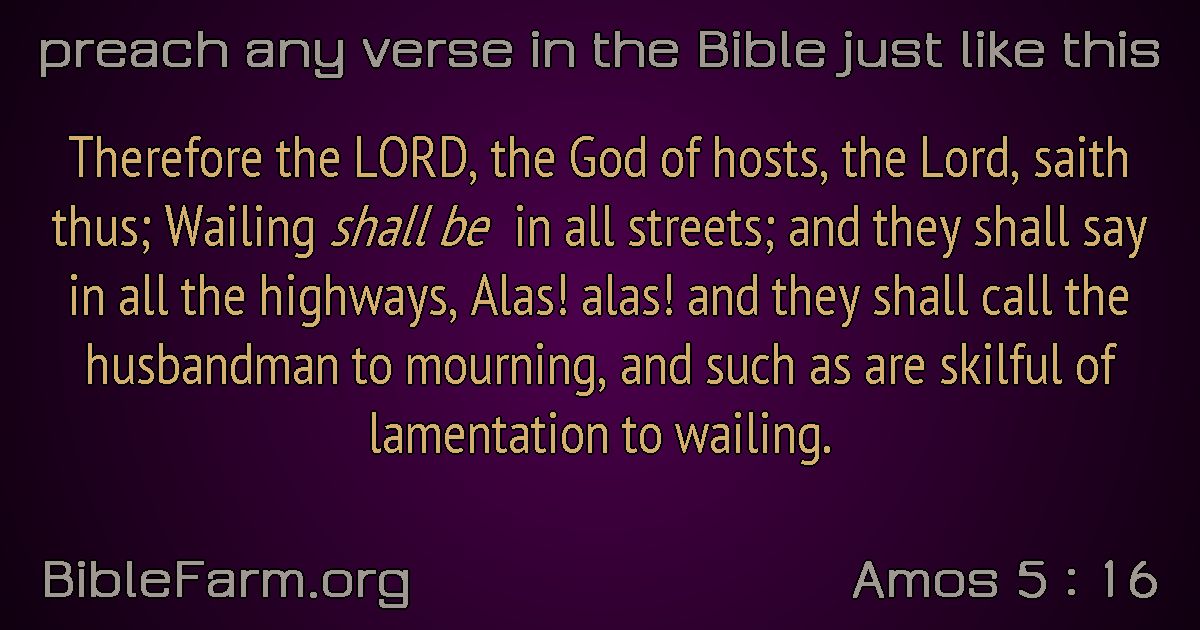 preach any verse in the Bible just like this
Therefore the LORD, the God of hosts, the Lord, saith
thus; Wailing shall be in all streets; and they shall say
in all the highways, Alas! alas! and they shall call the
husbandman to mourning, and such as are skilful of
lamentation to wailing.
BibleFarm.org
Amos 5 : 16